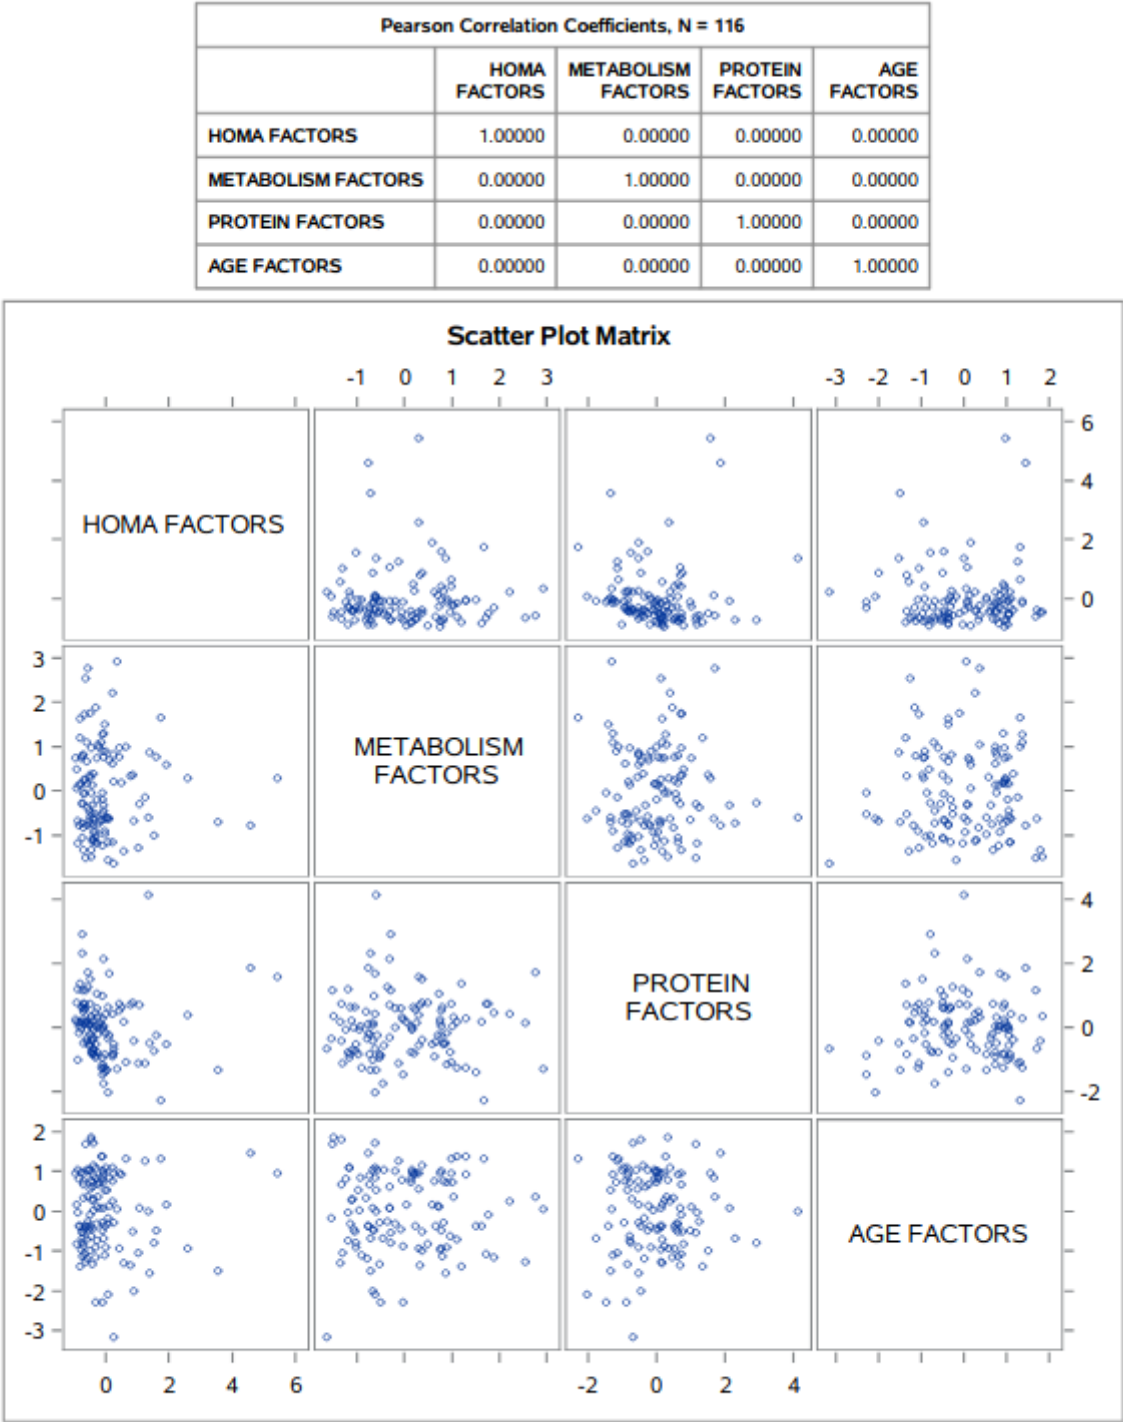 Pearson Correlation Coefficients, N = 116
HOMA FACTORS METABOLISM FACTORS PROTEIN FACTORS AGE FACTORS
HOMA FACTORS 1.00000 0.00000 0.00000 0.00000
METABOLISM FACTORS 0.00000 1.00000 0.00000 0.00000
PROTEIN FACTORS 0.00000 0.00000 1.00000 0.00000
AGE FACTORS 0.00000 0.00000 0.00000 1.00000
Scatter Plot Matrix
-1 0 1 2 3 -3 -2 -1 0 1 2
HOMA FACTORS
6
4
2
0
3
2
1
0
-1
METABOLISM
FACTORS
PROTEIN
FACTORS
4
2
0
-2
2
1
0
-1
-2
-3
AGE FACTORS
0 2 4 6 -2 0 2 4